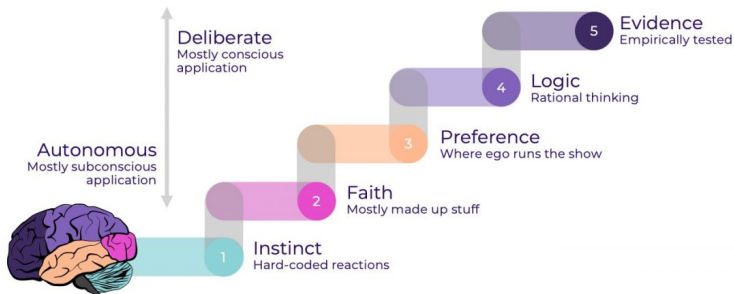 5
Evidence
Empirically tested
Deliberate
Mostly conscious
application
4
Logic
Rational thinking
3
Preference
Where ego runs the show
Autonomous
Mostly subconscious
application
2
Faith
Mostly made up stuff
1
Instinct
Hard-coded reactions